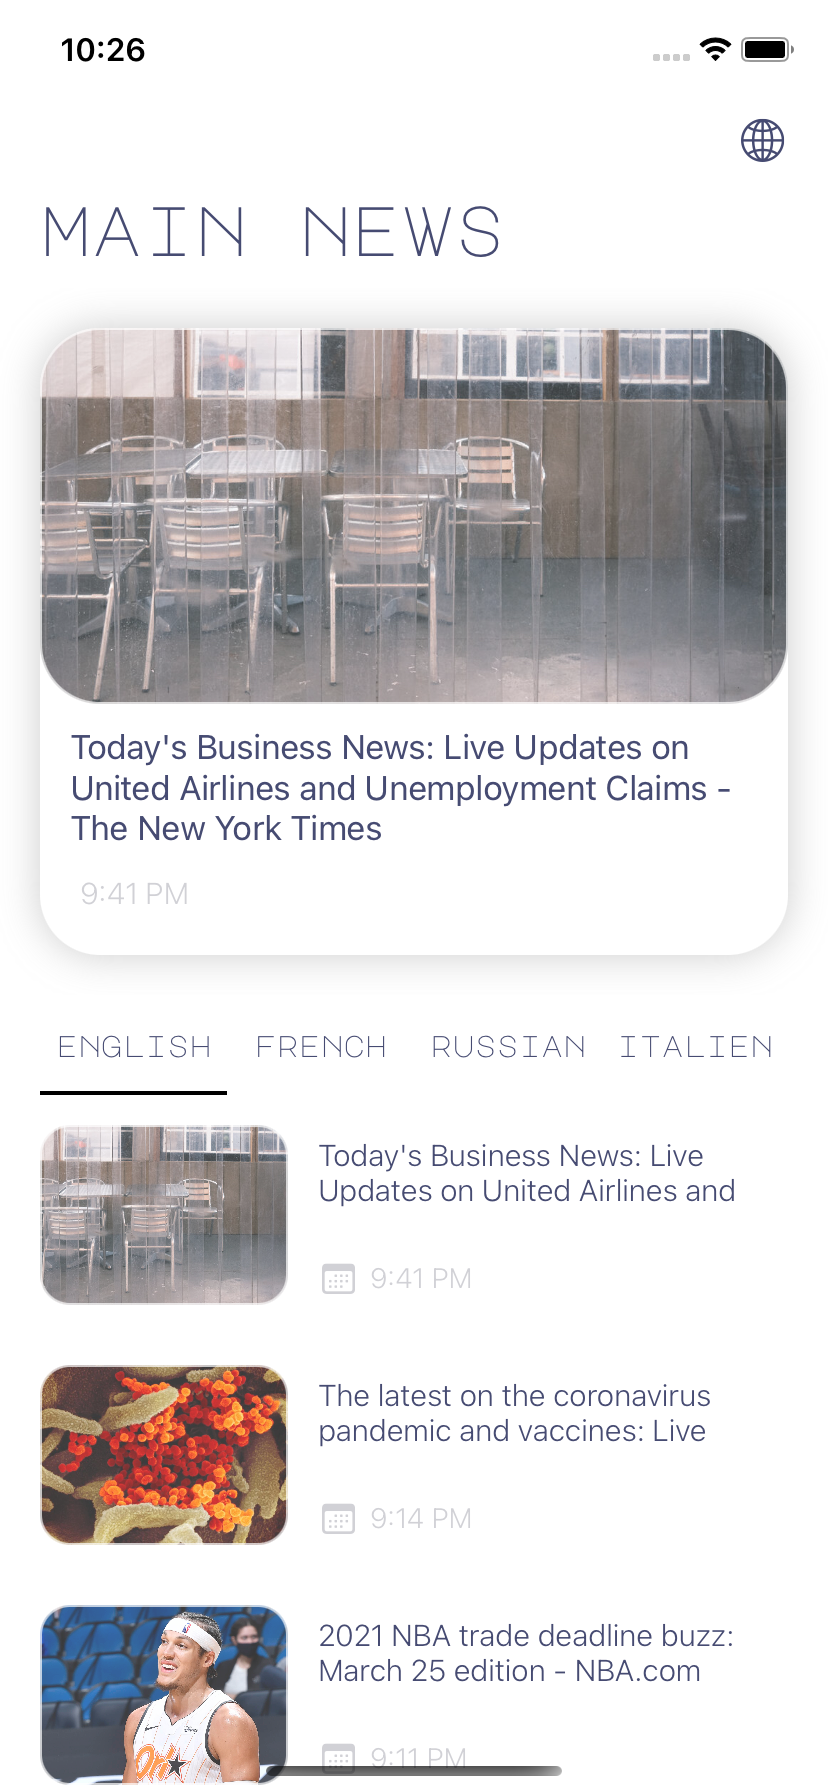 10:26
MAIN NEWS
Today's Business News: Live Updates on
United Airlines and Unemployment Claims -
The New York Times
9:41 PM
ENGLISH FRENCH RUSSIAN ITALIEN
Today's Business News: Live
Updates on United Airlines and
9:41 PM
The latest on the coronavirus
pandemic and vaccines: Live
9:14 PM
2021 NBA trade deadline buzz:
March 25 edition - NBA.com
9:11 PM